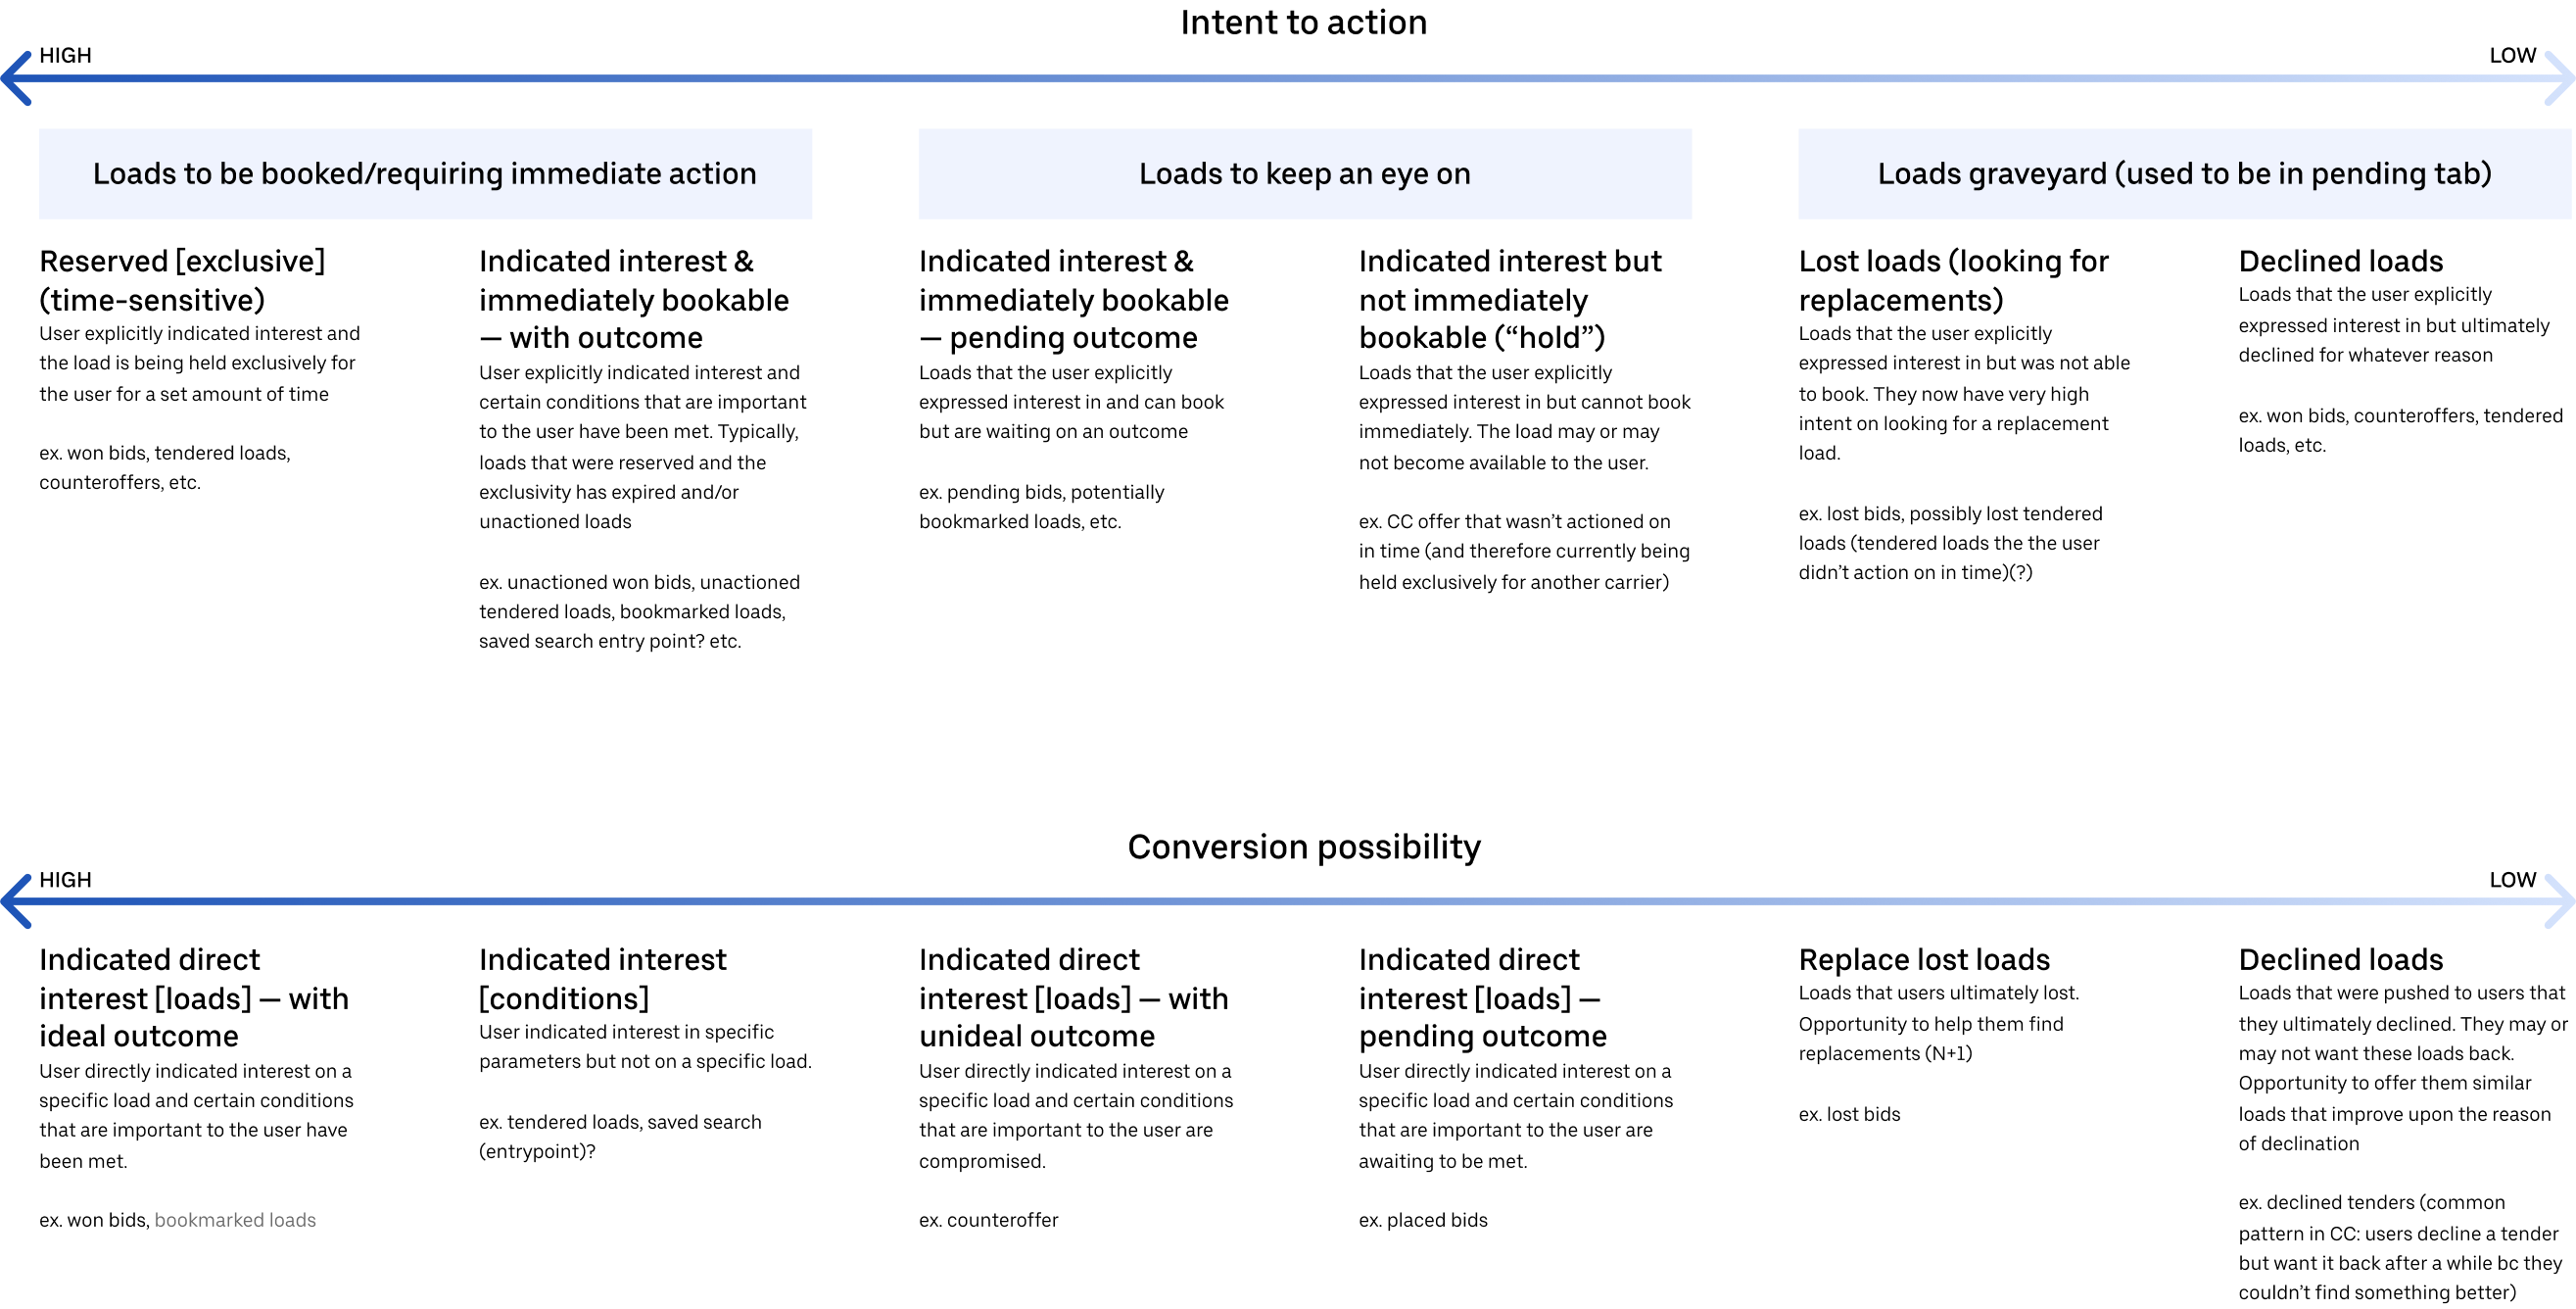 Intent to action
HIGH
LOW
Loads to be booked/requiring immediate action
Loads to keep an eye on
Loads graveyard (used to be in pending tab)
Reserved [exclusive]
(time-sensitive)
User explicitly indicated interest and
the load is being held exclusively for
the user for a set amount of time
ex. won bids, tendered loads,
counteroffers, etc.
Indicated interest &
immediately bookable
— with outcome
User explicitly indicated interest and
certain conditions that are important
to the user have been met. Typically,
loads that were reserved and the
exclusivity has expired and/or
unactioned loads
ex. unactioned won bids, unactioned
tendered loads, bookmarked loads,
saved search entry point? etc.
Indicated interest &
immediately bookable
— pending outcome
Loads that the user explicitly
expressed interest in and can book
but are waiting on an outcome
ex. pending bids, potentially
bookmarked loads, etc.
Indicated interest but
not immediately
bookable (“hold”)
Loads that the user explicitly
expressed interest in but cannot book
immediately. The load may or may
not become available to the user.
ex. CC offer that wasn’t actioned on
in time (and therefore currently being
held exclusively for another carrier)
Lost loads (looking for
replacements)
Loads that the user explicitly
expressed interest in but was not able
to book. They now have very high
intent on looking for a replacement
load.
ex. lost bids, possibly lost tendered
loads (tendered loads the the user
didn’t action on in time)(?)
Declined loads
Loads that the user explicitly
expressed interest in but ultimately
declined for whatever reason
ex. won bids, counteroffers, tendered
loads, etc.
Conversion possibility
HIGH
LOW
Indicated direct
interest [loads] — with
ideal outcome
User directly indicated interest on a
specific load and certain conditions
that are important to the user have
been met.
ex. won bids, bookmarked loads
Indicated interest
[conditions]
User indicated interest in specific
parameters but not on a specific load.
ex. tendered loads, saved search
(entrypoint)?
Indicated direct
interest [loads] — with
unideal outcome
User directly indicated interest on a
specific load and certain conditions
that are important to the user are
compromised.
ex. counteroffer
Indicated direct
interest [loads] —
pending outcome
User directly indicated interest on a
specific load and certain conditions
that are important to the user are
awaiting to be met.
ex. placed bids
Replace lost loads
Loads that users ultimately lost.
Opportunity to help them find
replacements (N+1)
ex. lost bids
Declined loads
Loads that were pushed to users that
they ultimately declined. They may or
may not want these loads back.
Opportunity to offer them similar
loads that improve upon the reason
of declination
ex. declined tenders (common
pattern in CC: users decline a tender
but want it back after a while bc they
couldn’t find something better)